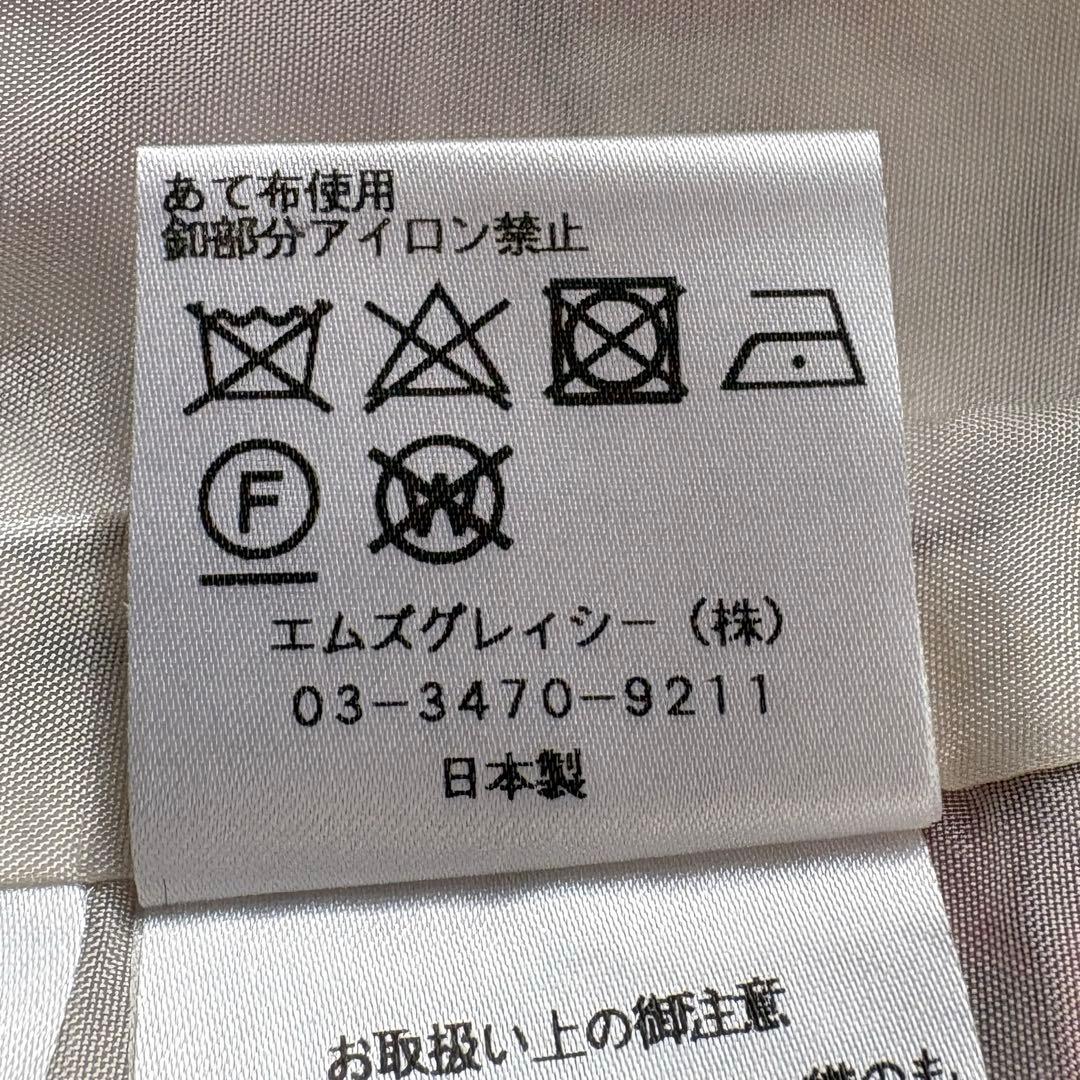 あて布使用
釦部分アイロン禁止
F
W
エムズグレイシー(株)
03-3470-9211
日本製
お取扱い上の御注意